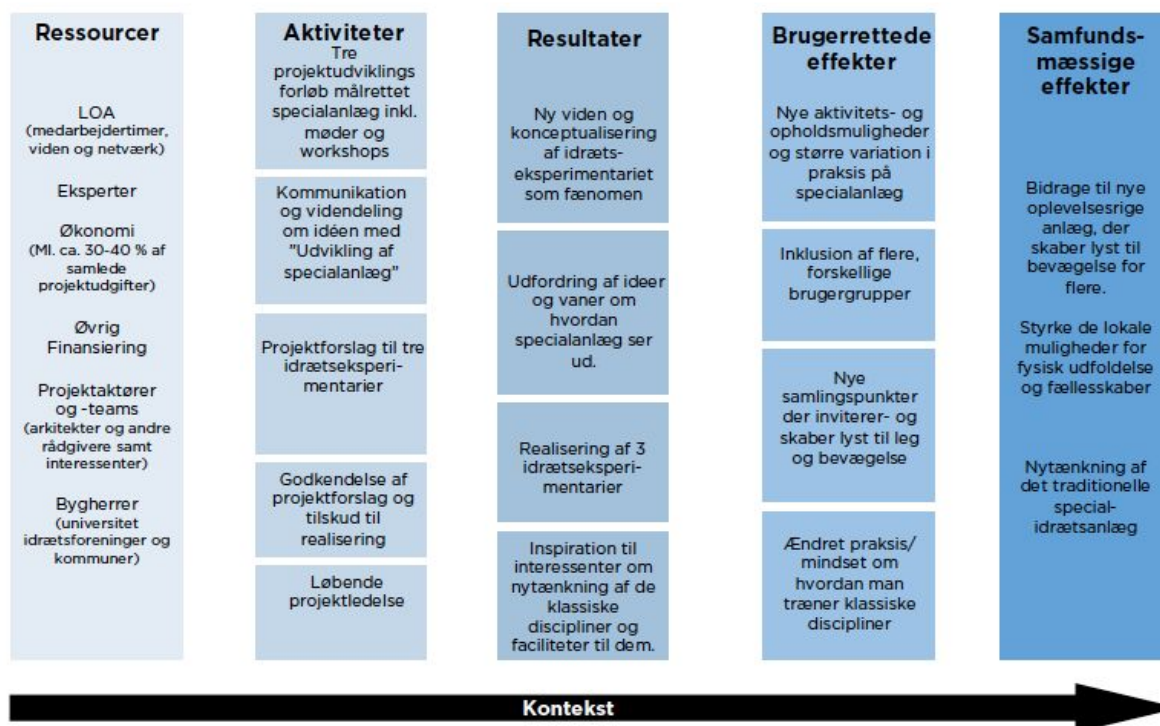 Ressourcer
LOA
(medarbejdertimer,
viden og netværk)
Eksperter
Økonomi
(Ml. ca. 30-40 % af
samlede
projektudgifter)
Øvrig
Finansiering
Projektaktører
og -teams
(arkitekter og andre
rådgivere samt
interessenter)
Bygherrer
(universitet
idrætsforeninger og
kommuner)
Aktiviteter
Tre
projektudviklings
forløb målrettet
specialanlæg inkl.
møder og
workshops
Kommunikation
og videndeling
om idéen med
"Udvikling af
specialanlæg"
Projektforslag til tre
idrætseksperi-
mentarier
Godkendelse af
projektforslag og
tilskud til
realisering
Løbende
projektledelse
Resultater
Ny viden og
konceptualisering
af idræts-
eksperimentariet
som fænomen
Udfordring af ideer
og vaner om
hvordan
specialanlæg ser
ud.
Realisering af 3
idrætseksperi-
mentarier
Inspiration til
interessenter om
nytænkning af de
klassiske
discipliner og
faciliteter til dem.
Brugerrettede
effekter
Nye aktivitets- og
opholdsmuligheder
og større variation i
praksis på
specialanlæg
Inklusion af flere,
forskellige
brugergrupper
Nye
samlingspunkter
der inviterer- og
skaber lyst til leg
og bevægelse
Ændret praksis/
mindset om
hvordan man
træner klassiske
discipliner
Samfunds-
mæssige
effekter
Bidrage til nye
oplevelsesrige
anlæg, der
skaber lyst til
bevægelse for
flere.
Styrke de lokale
muligheder for
fysisk udfoldelse
og fællesskaber
Nytænkning af
det traditionelle
special-
idrætsanlæg
Kontekst